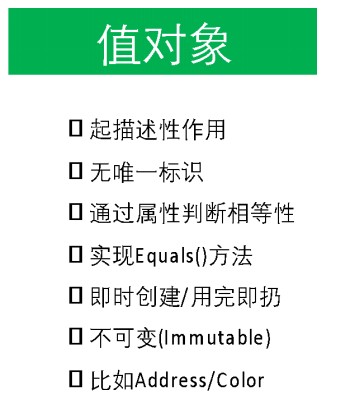 值对象
起描述性作用
无唯一标识
通过属性判断相等性
实现Equals()方法
即时创建/用完即扔
不可变(Immutable)
比如Address/Color